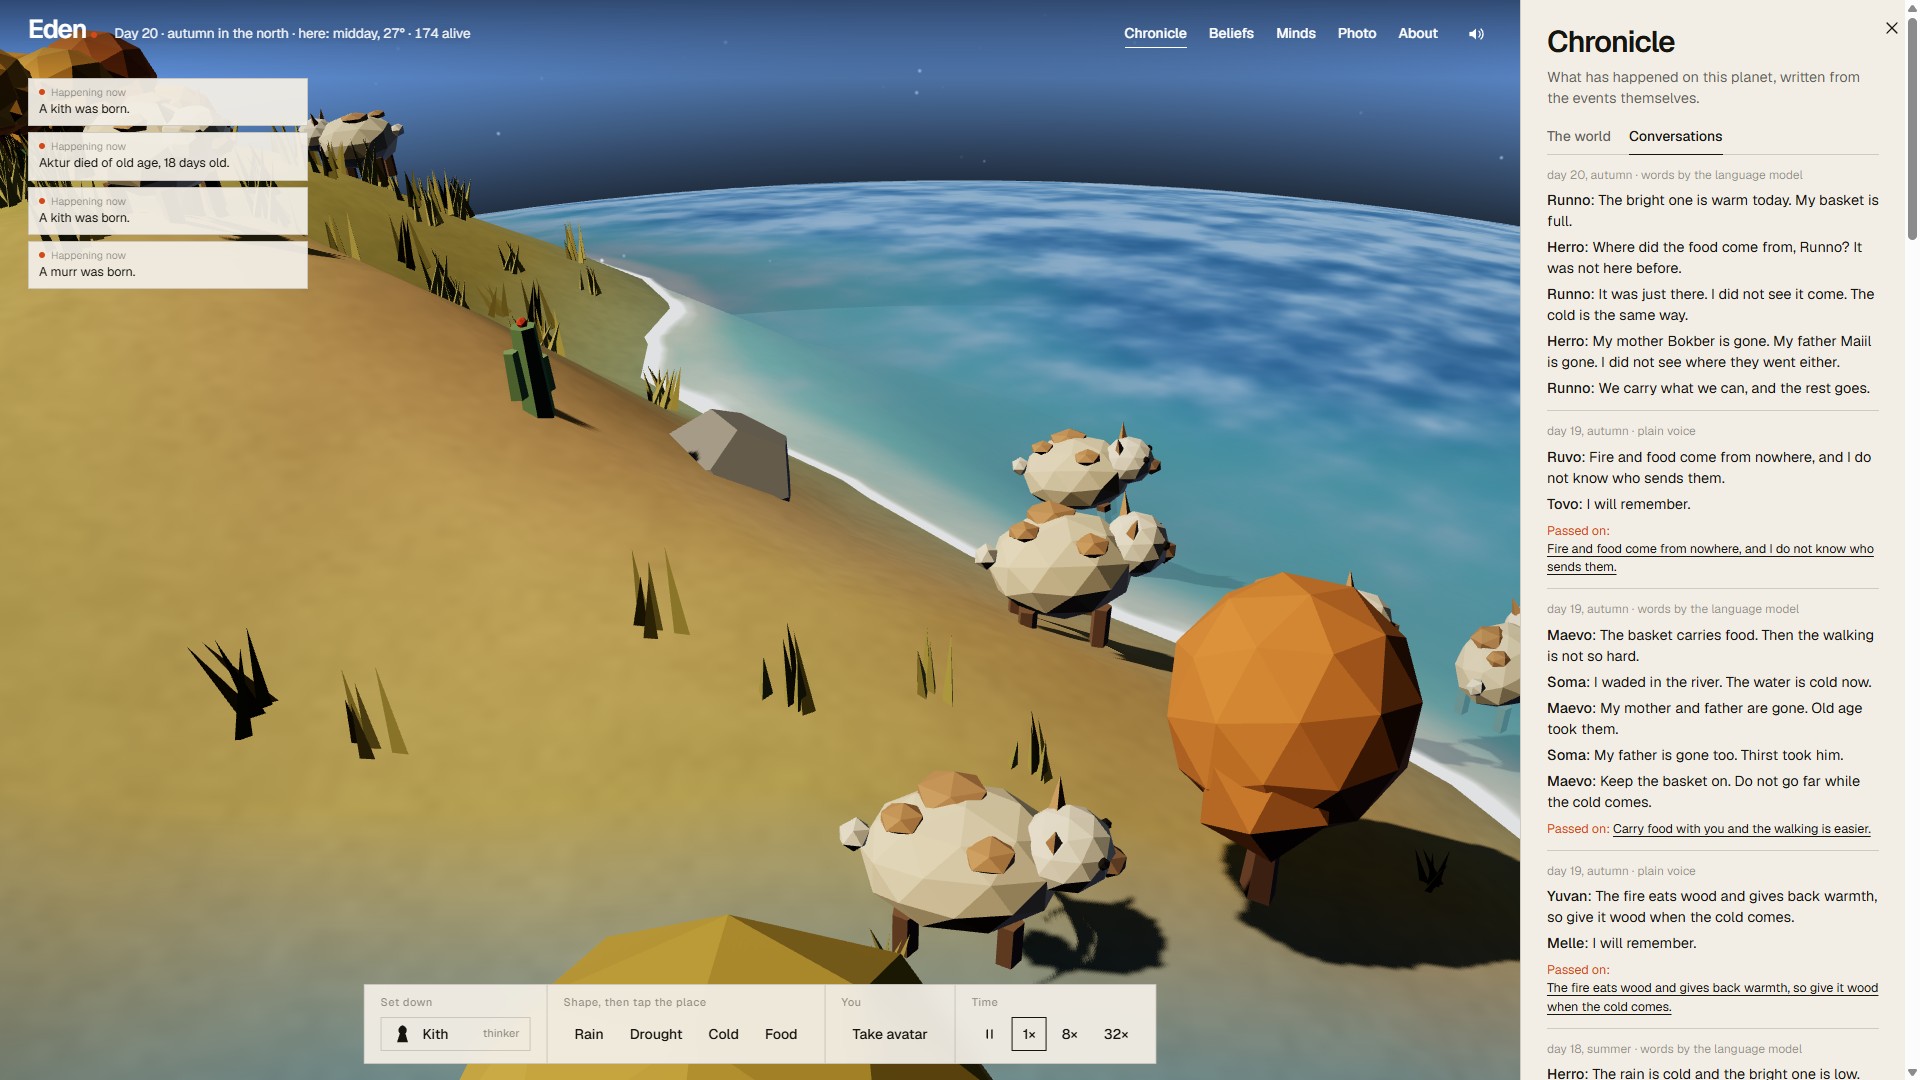 Eden
Day 20 · autumn in the north · here: midday, 27° · 174 alive
Chronicle
Beliefs
Minds
Photo
About
Happening now
A kith was born.
Happening now
Aktur died of old age, 18 days old.
Happening now
A kith was born.
Happening now
A murr was born.
Set down
Kith
thinker
Shape, then tap the place
Rain
Drought
Cold
Food
You
Take avatar
Time
1×
8×
32×
Chronicle
What has happened on this planet, written from
the events themselves.
The world
Conversations
day 20, autumn · words by the language model
Runno: The bright one is warm today. My basket is
full.
Herro: Where did the food come from, Runno? It
was not here before.
Runno: It was just there. I did not see it come. The
cold is the same way.
Herro: My mother Bokber is gone. My father Maiil
is gone. I did not see where they went either.
Runno: We carry what we can, and the rest goes.
day 19, autumn · plain voice
Ruvo: Fire and food come from nowhere, and I do
not know who sends them.
Tovo: I will remember.
Passed on:
Fire and food come from nowhere, and I do not know who
sends them.
day 19, autumn · words by the language model
Maevo: The basket carries food. Then the walking
is not so hard.
Soma: I waded in the river. The water is cold now.
Maevo: My mother and father are gone. Old age
took them.
Soma: My father is gone too. Thirst took him.
Maevo: Keep the basket on. Do not go far while
the cold comes.
Passed on: Carry food with you and the walking is easier.
day 19, autumn · plain voice
Yuvan: The fire eats wood and gives back warmth,
so give it wood when the cold comes.
Melle: I will remember.
Passed on:
The fire eats wood and gives back warmth, so give it wood
when the cold comes.
day 18, summer · words by the language model
Herro: The rain is cold and the bright one is low.